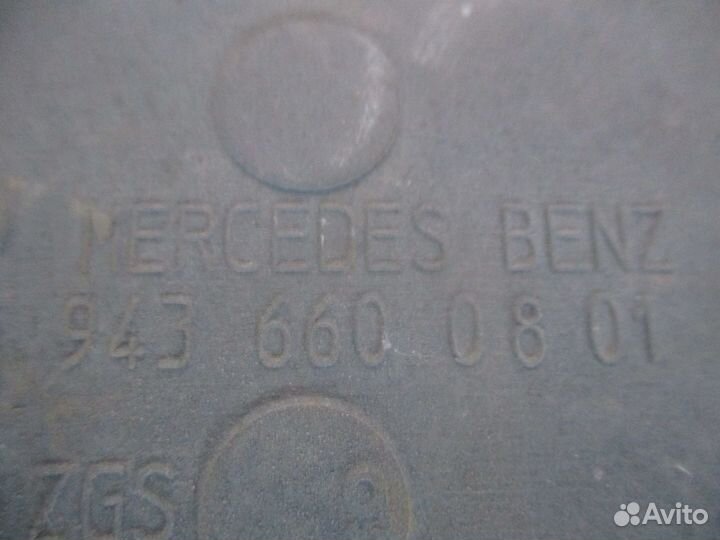 MERCEDES BENZ
943 660 08 01
ZGS
Avito